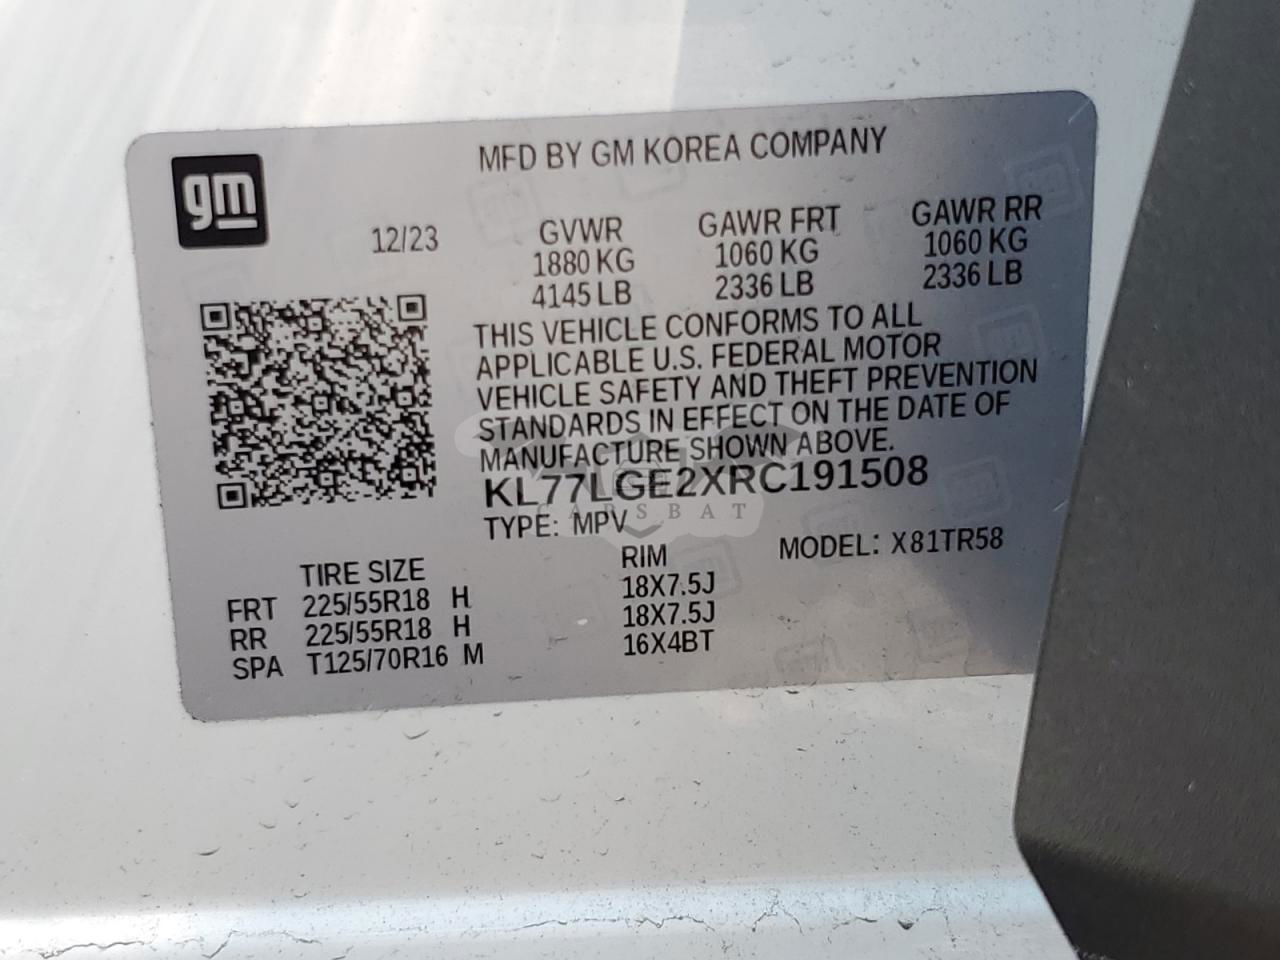 MFD BY GM KOREA COMPANY
gm
12/23
GVWR GAWR FRT GAWR RR
1880 KG 1060 KG 1060 KG
4145 LB 2336 LB 2336 LB
THIS VEHICLE CONFORMS TO ALL
APPLICABLE U.S. FEDERAL MOTOR
VEHICLE SAFETY AND THEFT PREVENTION
STANDARDS IN EFFECT ON THE DATE OF
MANUFACTURE SHOWN ABOVE.
KL77LGE2XRC191508
CARSBAT
TYPE: MPV MODEL: X81TR58
TIRE SIZE RIM
FRT 225/55R18 H 18X7.5J
RR 225/55R18 H 18X7.5J
SPA T125/70R16 M 16X4BT